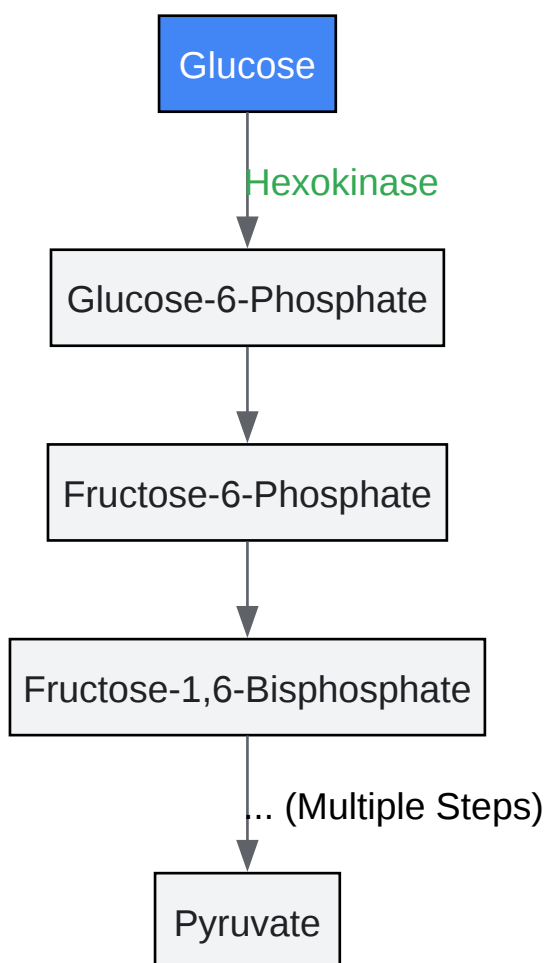 Glucose
Hexokinase
Glucose-6-Phosphate
Fructose-6-Phosphate
Fructose-1,6-Bisphosphate
... (Multiple Steps)
Pyruvate